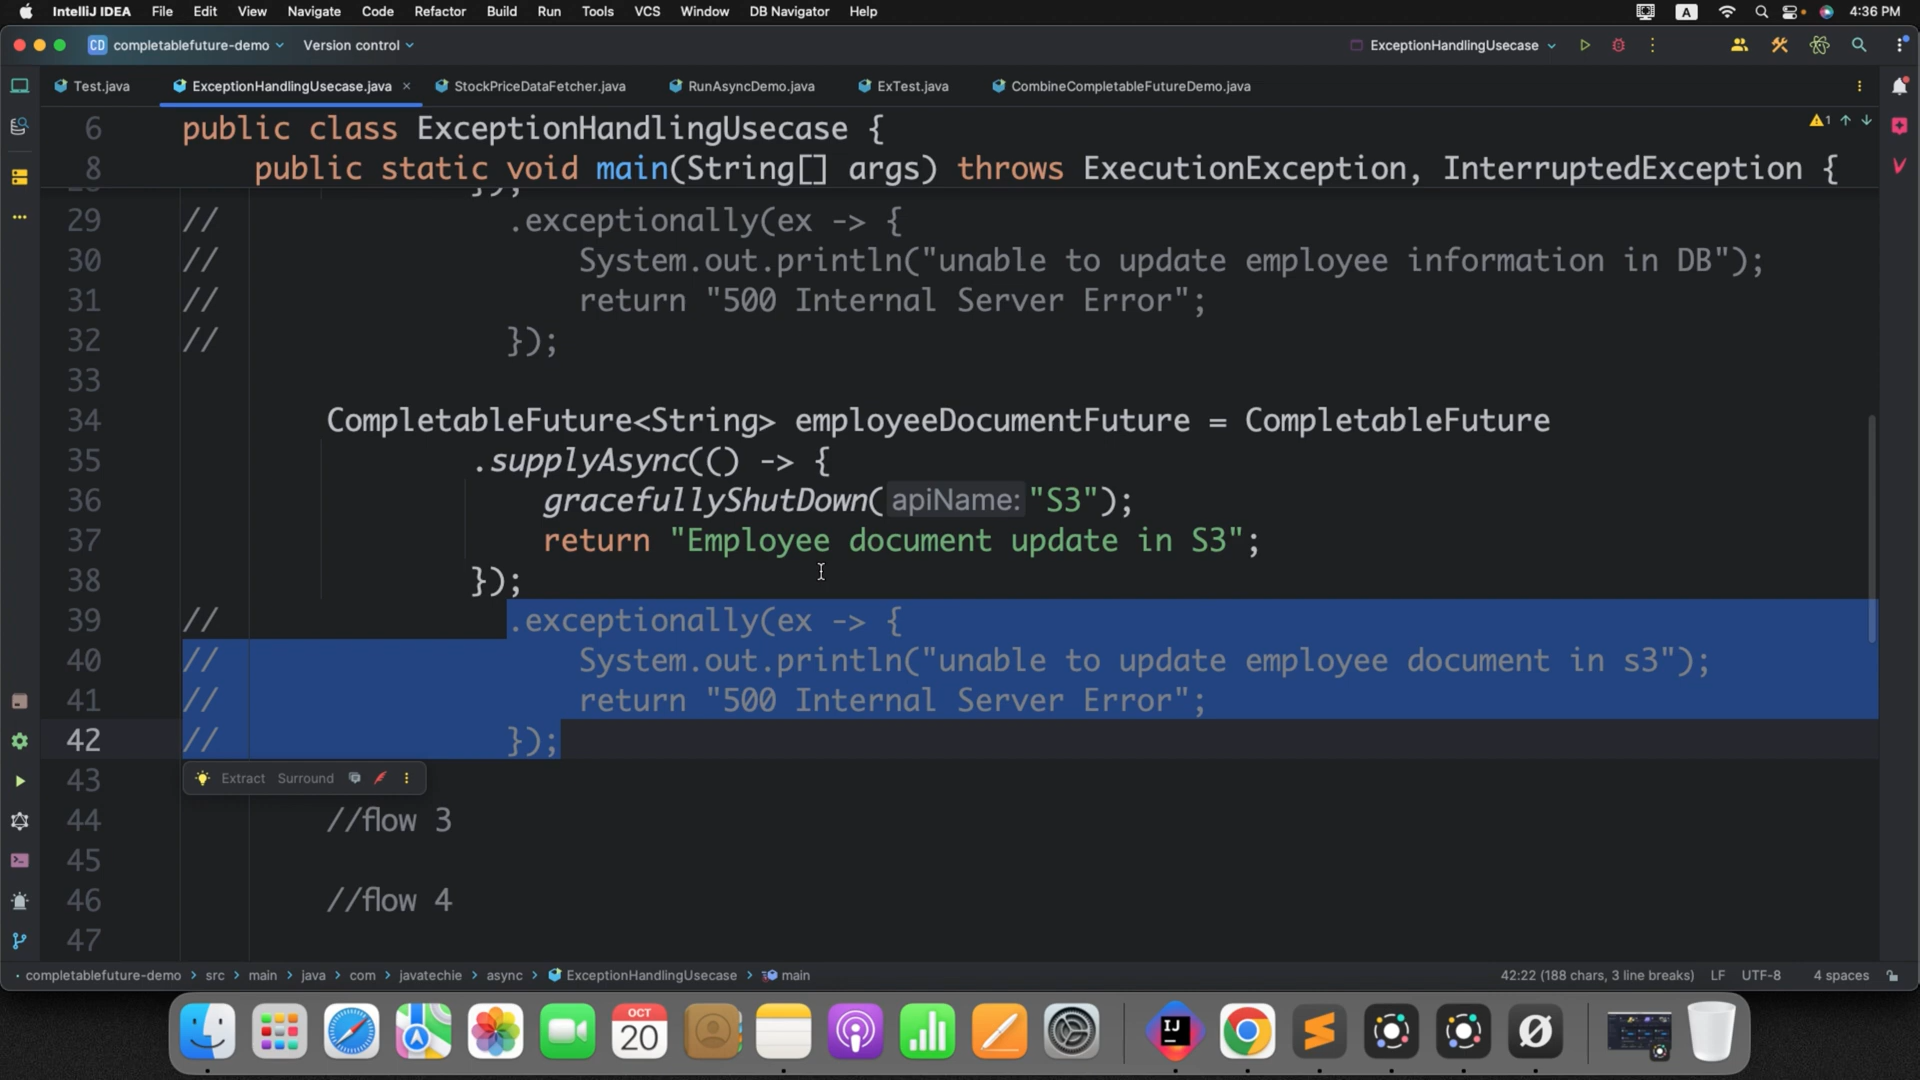 IntelliJ IDEA File Edit View Navigate Code Refactor Build Run Tools VCS Window DB Navigator Help A 4:36 PM
CD completablefuture-demo Version control ExceptionHandlingUsecase
Test.java ExceptionHandlingUsecase.java StockPriceDataFetcher.java RunAsyncDemo.java ExTest.java CombineCompletableFutureDemo.java
6 public class ExceptionHandlingUsecase { 1
8 public static void main(String[] args) throws ExecutionException, InterruptedException {
});
29 // .exceptionally(ex -> {
30 // System.out.println("unable to update employee information in DB");
31 // return "500 Internal Server Error";
32 // });
33
34 CompletableFuture<String> employeeDocumentFuture = CompletableFuture
35 .supplyAsync(() -> {
36 gracefullyShutDown( apiName: "S3");
37 return "Employee document update in S3";
38 });
39 // .exceptionally(ex -> {
40 // System.out.println("unable to update employee document in s3");
41 // return "500 Internal Server Error";
42 // });
Extract Surround
43
44 //flow 3
45
46 //flow 4
47
completablefuture-demo > src > main > java > com > javatechie > async > ExceptionHandlingUsecase > main 42:22 (188 chars, 3 line breaks) LF UTF-8 4 spaces
OCT
20
IJ